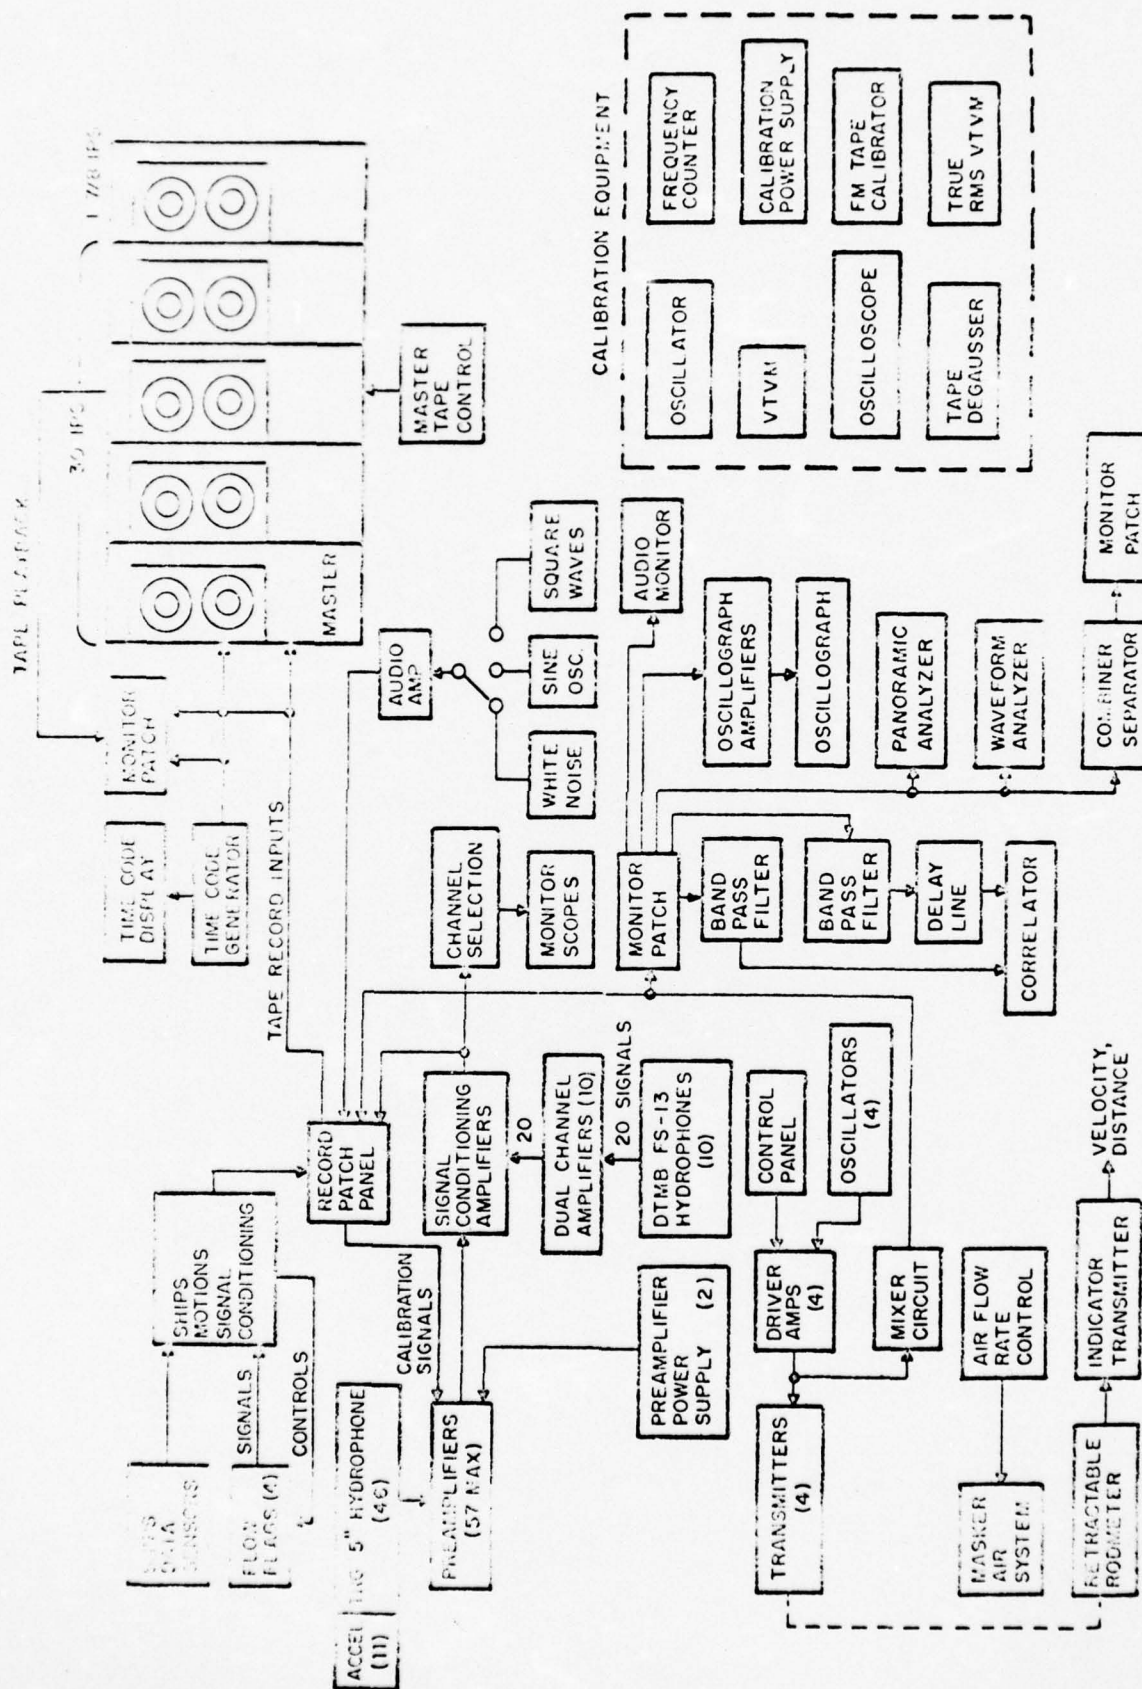 TAPE PLAYBACK
30 IPS
MASTER
MASTER
TAPE
CONTROL
MONITOR
PATCH
TIME CODE
DISPLAY
TIME CODE
GENERATOR
TAPE RECORD INPUTS
AUDIO
AMP
WHITE
NOISE
SINE
OSC.
SQUARE
WAVES
CHANNEL
SELECTION
MONITOR
SCOPES
SHIPS
MOTIONS
SIGNAL
CONDITIONING
DATA
SENSORS
FLOW
FLAGS (4)
SIGNALS
CONTROLS
RECORD
PATCH
PANEL
CALIBRATION
SIGNALS
ACCEL
(11)
5" HYDROPHONE
(46)
PREAMPLIFIERS
(57 MAX)
SIGNAL
CONDITIONING
AMPLIFIERS
20
DUAL CHANNEL
AMPLIFIERS (10)
20 SIGNALS
DTMB FS-13
HYDROPHONES
(10)
PREAMPLIFIER
POWER
SUPPLY (2)
CALIBRATION EQUIPMENT
OSCILLATOR
FREQUENCY
COUNTER
VTVM
CALIBRATION
POWER SUPPLY
OSCILLOSCOPE
FM TAPE
CALIBRATOR
TAPE
DEGAUSSER
TRUE
RMS VTVM
AUDIO
MONITOR
MONITOR
PATCH
OSCILLOGRAPH
AMPLIFIERS
OSCILLOGRAPH
BAND
PASS
FILTER
BAND
PASS
FILTER
DELAY
LINE
CORRELATOR
PANORAMIC
ANALYZER
WAVEFORM
ANALYZER
COMBINER
SEPARATOR
MONITOR
PATCH
CONTROL
PANEL
OSCILLATORS
(4)
DRIVER
AMPS
(4)
TRANSMITTERS
(4)
MIXER
CIRCUIT
AIR FLOW
RATE
CONTROL
MASKER
AIR
SYSTEM
RETRACTABLE
RODMETER
INDICATOR
TRANSMITTER
VELOCITY,
DISTANCE